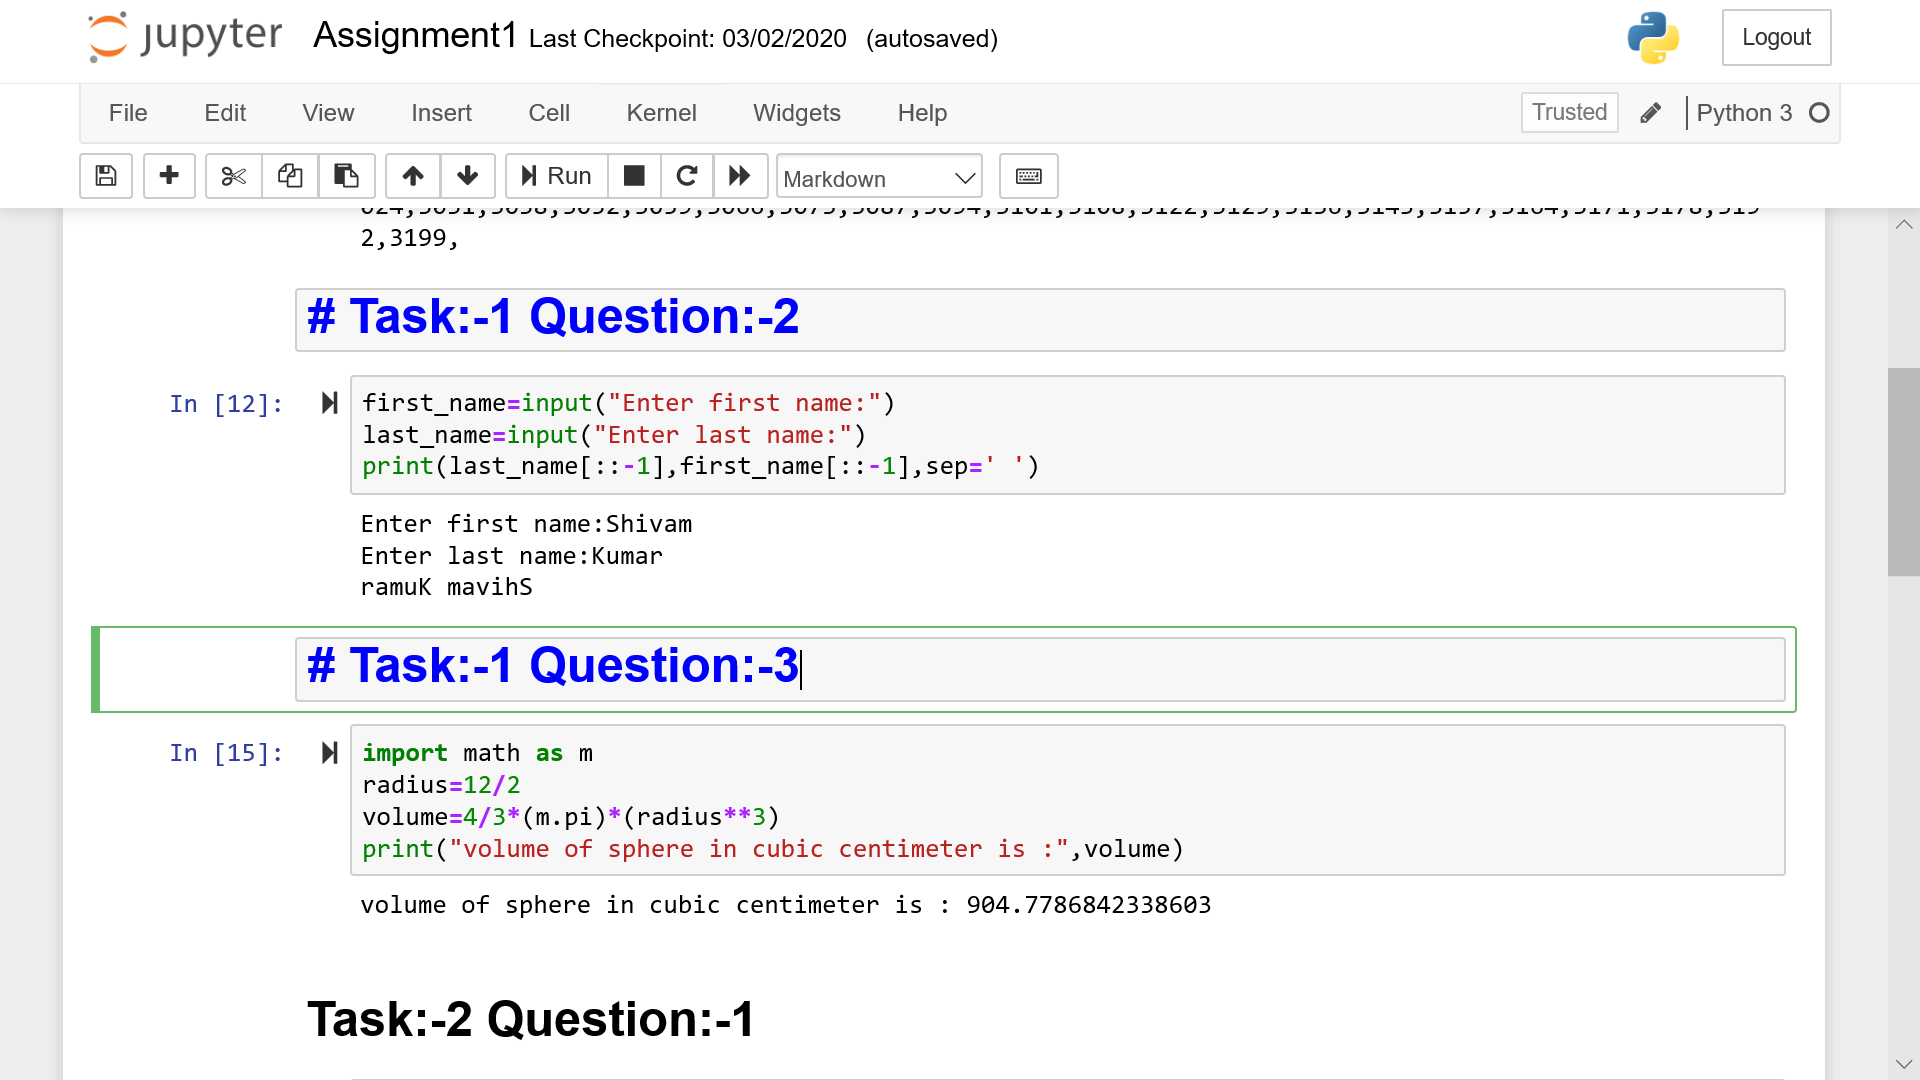 jupyter Assignment1 Last Checkpoint: 03/02/2020 (autosaved)
Logout
File Edit View Insert Cell Kernel Widgets Help
Trusted Python 3
Run Markdown
2,3199,
# Task:-1 Question:-2
In [12]:
first_name=input("Enter first name:")
last_name=input("Enter last name:")
print(last_name[::-1],first_name[::-1],sep=' ')
Enter first name:Shivam
Enter last name:Kumar
ramuK mavihS
# Task:-1 Question:-3
In [15]:
import math as m
radius=12/2
volume=4/3*(m.pi)*(radius**3)
print("volume of sphere in cubic centimeter is :",volume)
volume of sphere in cubic centimeter is : 904.7786842338603
Task:-2 Question:-1